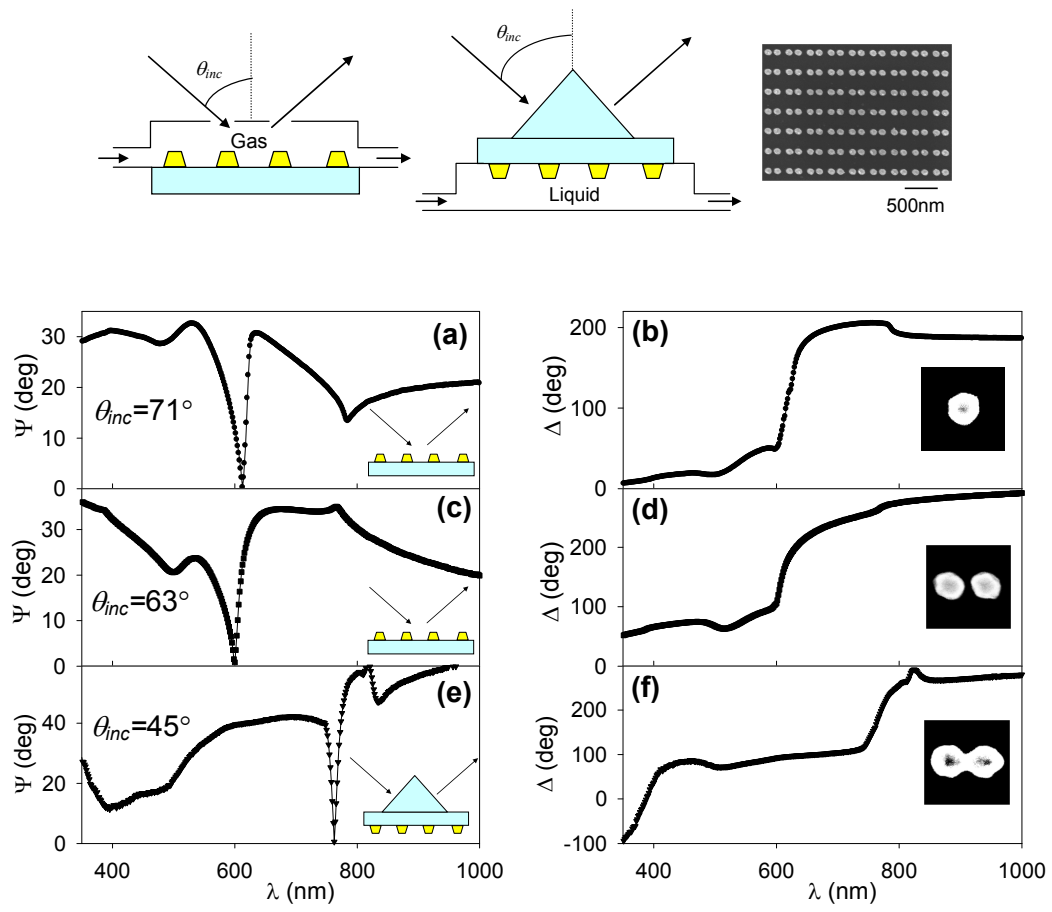 θinc
Gas
θinc
Liquid
500nm
30
20
10
0
Ψ (deg)
(a)
θinc=71°
200
100
0
Δ (deg)
(b)
30
20
10
0
Ψ (deg)
(c)
θinc=63°
200
100
0
Δ (deg)
(d)
40
20
0
Ψ (deg)
(e)
θinc=45°
200
100
0
-100
Δ (deg)
(f)
400 600 800 1000
λ (nm)
400 600 800 1000
λ (nm)